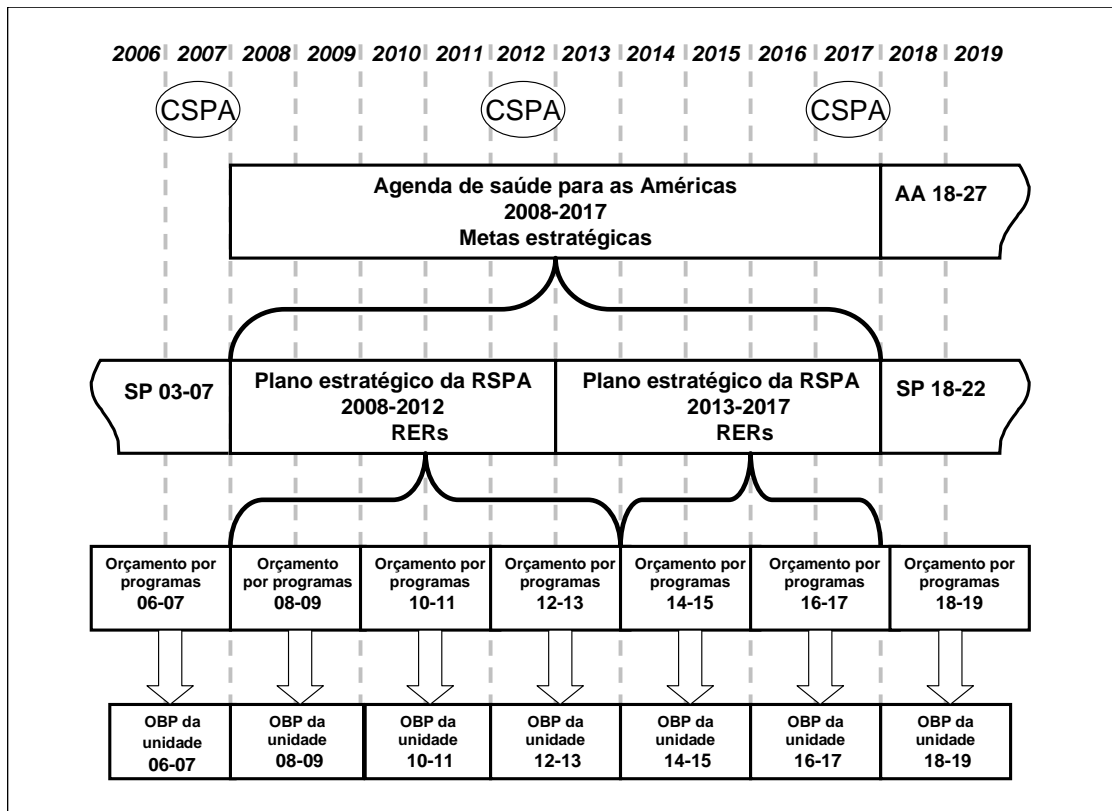 2006 2007 2008 2009 2010 2011 2012 2013 2014 2015 2016 2017 2018 2019
CSPA CSPA CSPA
Agenda de saúde para as Américas
2008-2017
Metas estratégicas
AA 18-27
SP 03-07
Plano estratégico da RSPA
2008-2012
RERs
Plano estratégico da RSPA
2013-2017
RERs
SP 18-22
Orçamento por
programas
06-07
Orçamento
por programas
08-09
Orçamento por
programas
10-11
Orçamento por
programas
12-13
Orçamento por
programas
14-15
Orçamento por
programas
16-17
Orçamento por
programas
18-19
OBP da
unidade
06-07
OBP da
unidade
08-09
OBP da
unidade
10-11
OBP da
unidade
12-13
OBP da
unidade
14-15
OBP da
unidade
16-17
OBP da
unidade
18-19